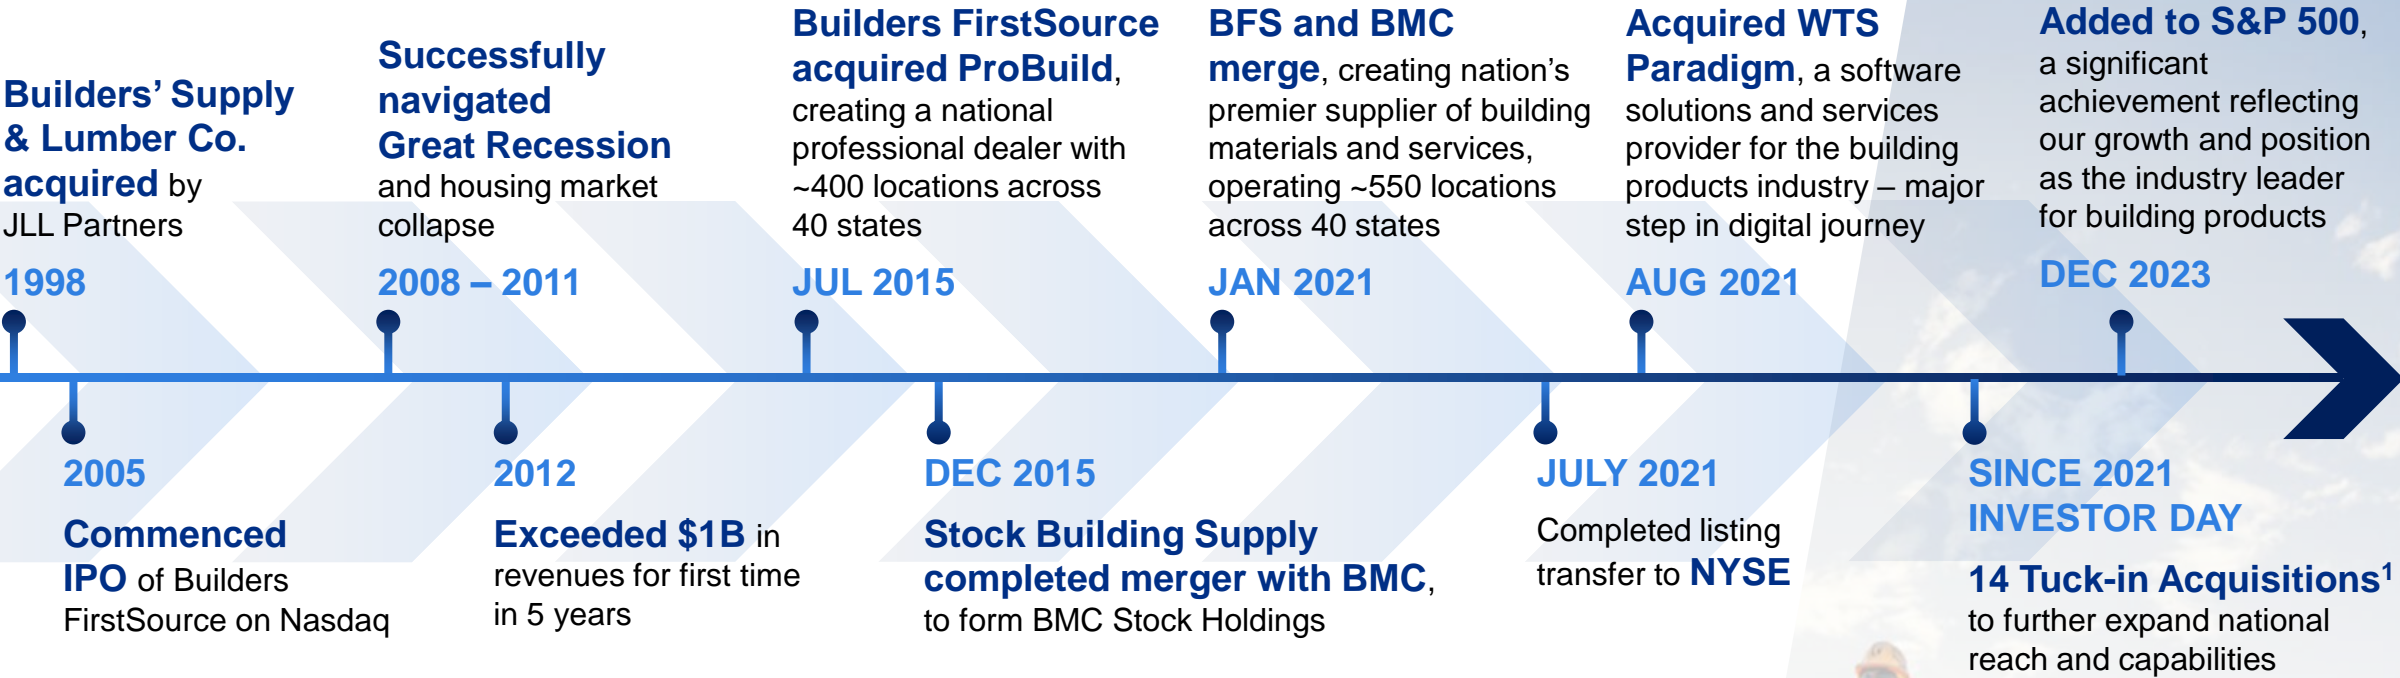 Builders’ Supply
& Lumber Co.
acquired by
JLL Partners
1998
Successfully
navigated
Great Recession
and housing market
collapse
2008 – 2011
Builders FirstSource
acquired ProBuild,
creating a national
professional dealer with
~400 locations across
40 states
JUL 2015
BFS and BMC
merge, creating nation’s
premier supplier of building
materials and services,
operating ~550 locations
across 40 states
JAN 2021
Acquired WTS
Paradigm, a software
solutions and services
provider for the building
products industry – major
step in digital journey
AUG 2021
Added to S&P 500,
a significant
achievement reflecting
our growth and position
as the industry leader
for building products
DEC 2023
2005
Commenced
IPO of Builders
FirstSource on Nasdaq
2012
Exceeded $1B in
revenues for first time
in 5 years
DEC 2015
Stock Building Supply
completed merger with BMC,
to form BMC Stock Holdings
JULY 2021
Completed listing
transfer to NYSE
SINCE 2021
INVESTOR DAY
14 Tuck-in Acquisitions¹
to further expand national
reach and capabilities